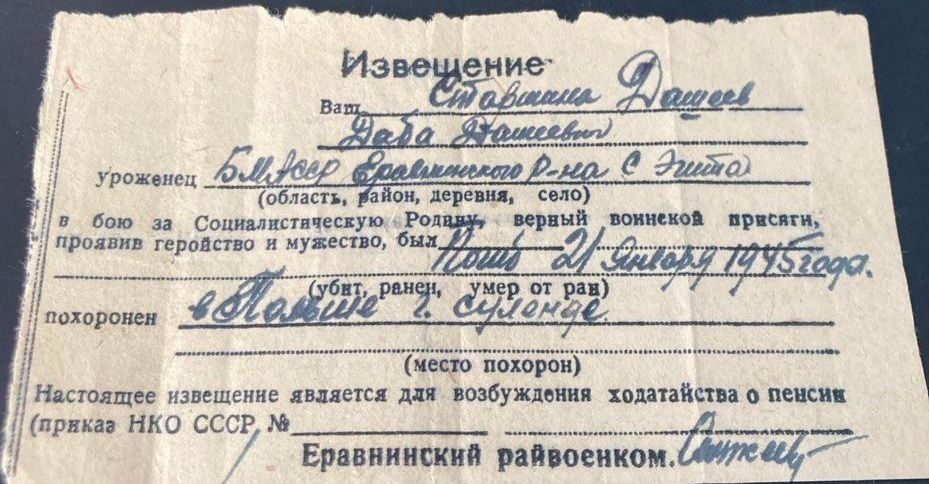 Извещение
Ваш Старшина Дашеев
Даба Дашеевич
уроженец БМАССР Еравнинского р-на с Эгита
(область, район, деревня, село)
в бою за Социалистическую Родину, верный воинской присяги,
проявив геройство и мужество, был Погиб 21 Января 1945 года.
(убит, ранен, умер от ран)
похоронен в Польше г. Суленде.
(место похорон)
Настоящее извещение является для возбуждения ходатайства о пенсии
(приказ НКО СССР, №
Еравнинский райвоенком.